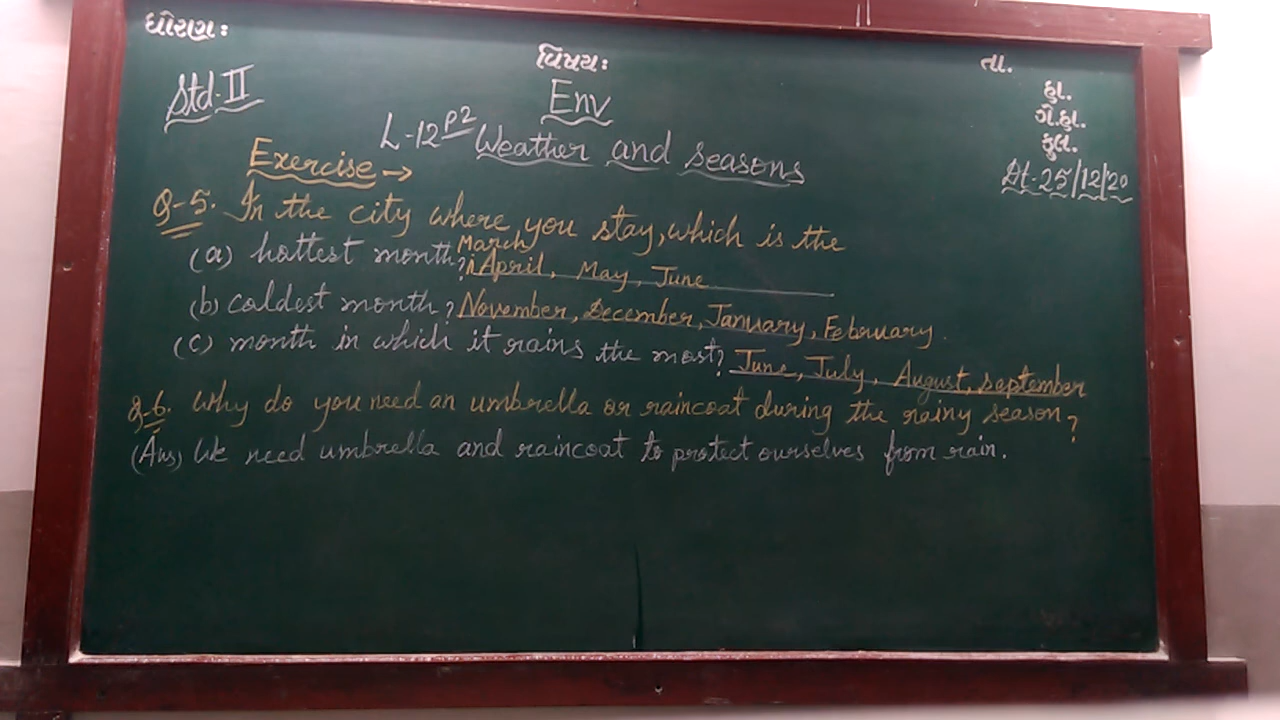 ધોરણ:
વિષય:
તા.
Std-II
Env
હા.
ગે.હા.
કુલ.
L-12 P2 Weather and seasons
Dt-25/12/20
Exercise →
Q-5. In the city where you stay, which is the
(a) hottest month? March, April, May, June
(b) coldest month? November, December, January, February.
(c) month in which it rains the most? June, July, August, September
Q-6. Why do you need an umbrella or raincoat during the rainy season?
(Ans) We need umbrella and raincoat to protect ourselves from rain.